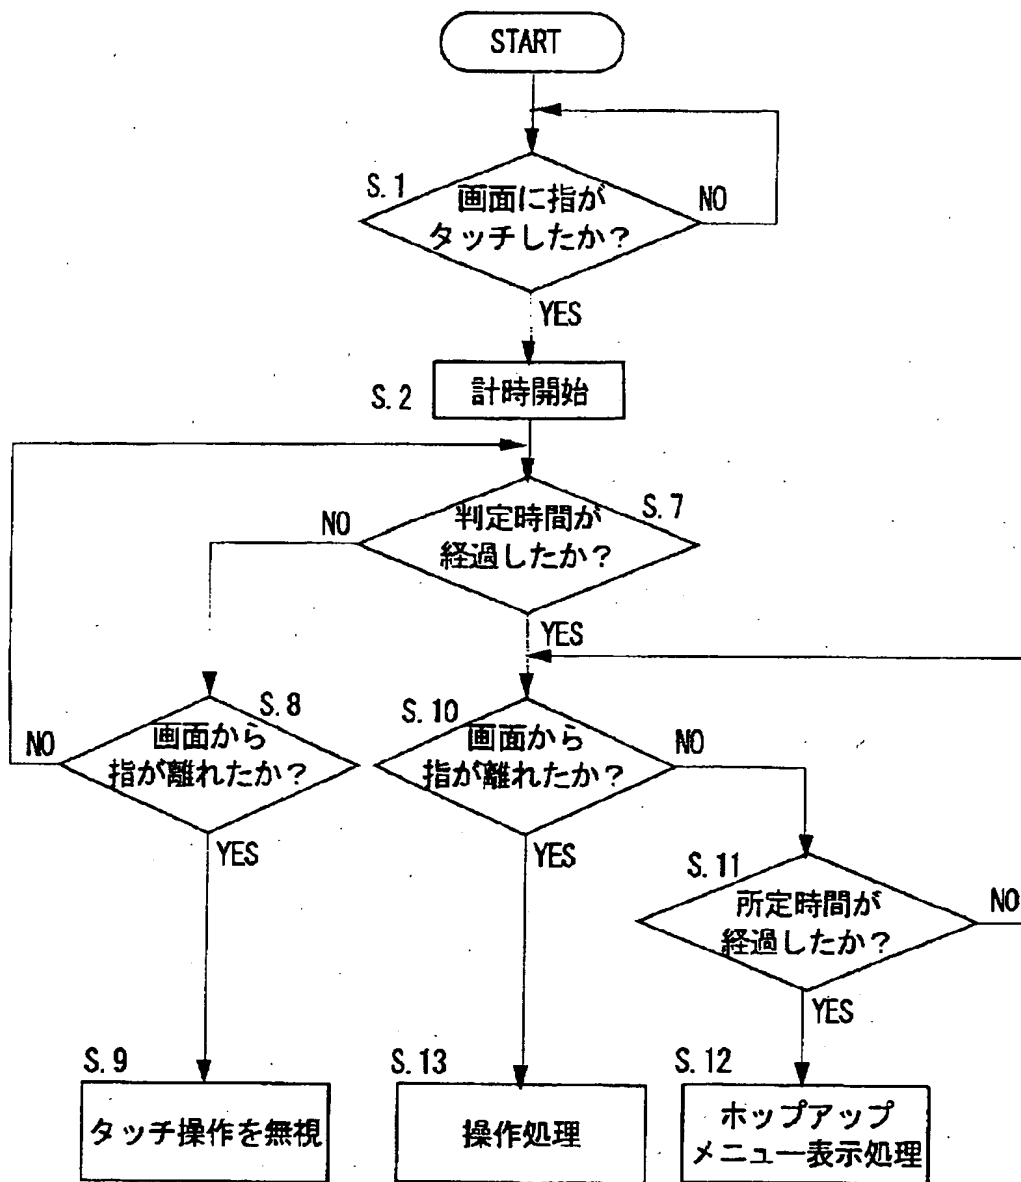 START
S.1
画面に指が
タッチしたか？
NO
YES
S.2
計時開始
S.7
判定時間が
経過したか？
NO
YES
S.8
画面から
指が離れたか？
NO
YES
S.10
画面から
指が離れたか？
NO
YES
S.11
所定時間が
経過したか？
NO
YES
S.9
タッチ操作を無視
S.13
操作処理
S.12
ホップアップ
メニュー表示処理